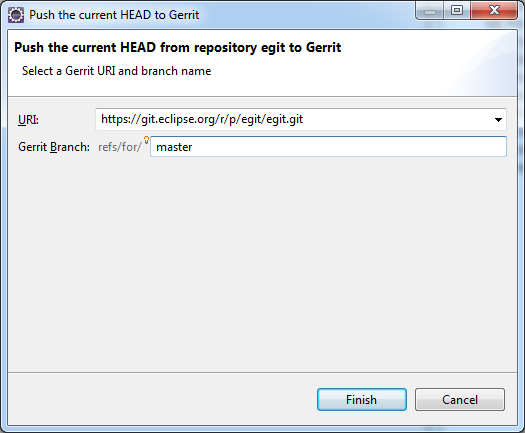 Push the current HEAD to Gerrit
Push the current HEAD from repository egit to Gerrit
Select a Gerrit URI and branch name
URI: https://git.eclipse.org/r/p/egit/egit.git
Gerrit Branch: refs/for/ master
Finish Cancel